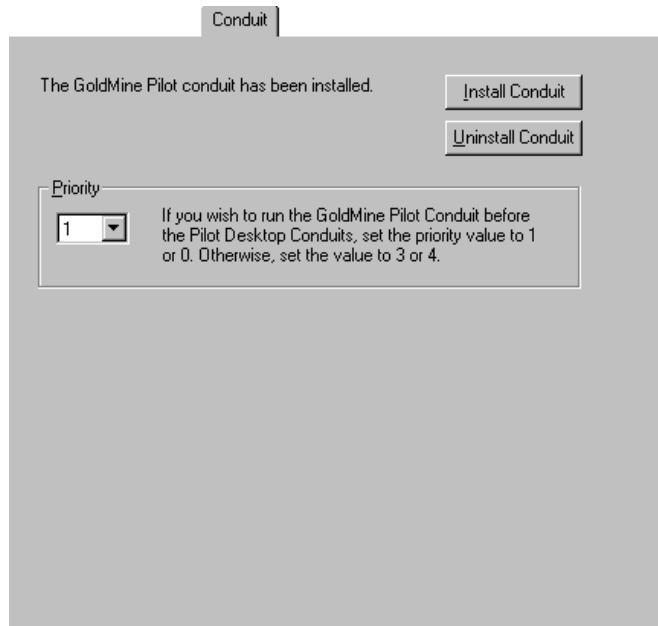 Conduit
The GoldMine Pilot conduit has been installed.
Install Conduit
Uninstall Conduit
Priority
1
If you wish to run the GoldMine Pilot Conduit before
the Pilot Desktop Conduits, set the priority value to 1
or 0. Otherwise, set the value to 3 or 4.